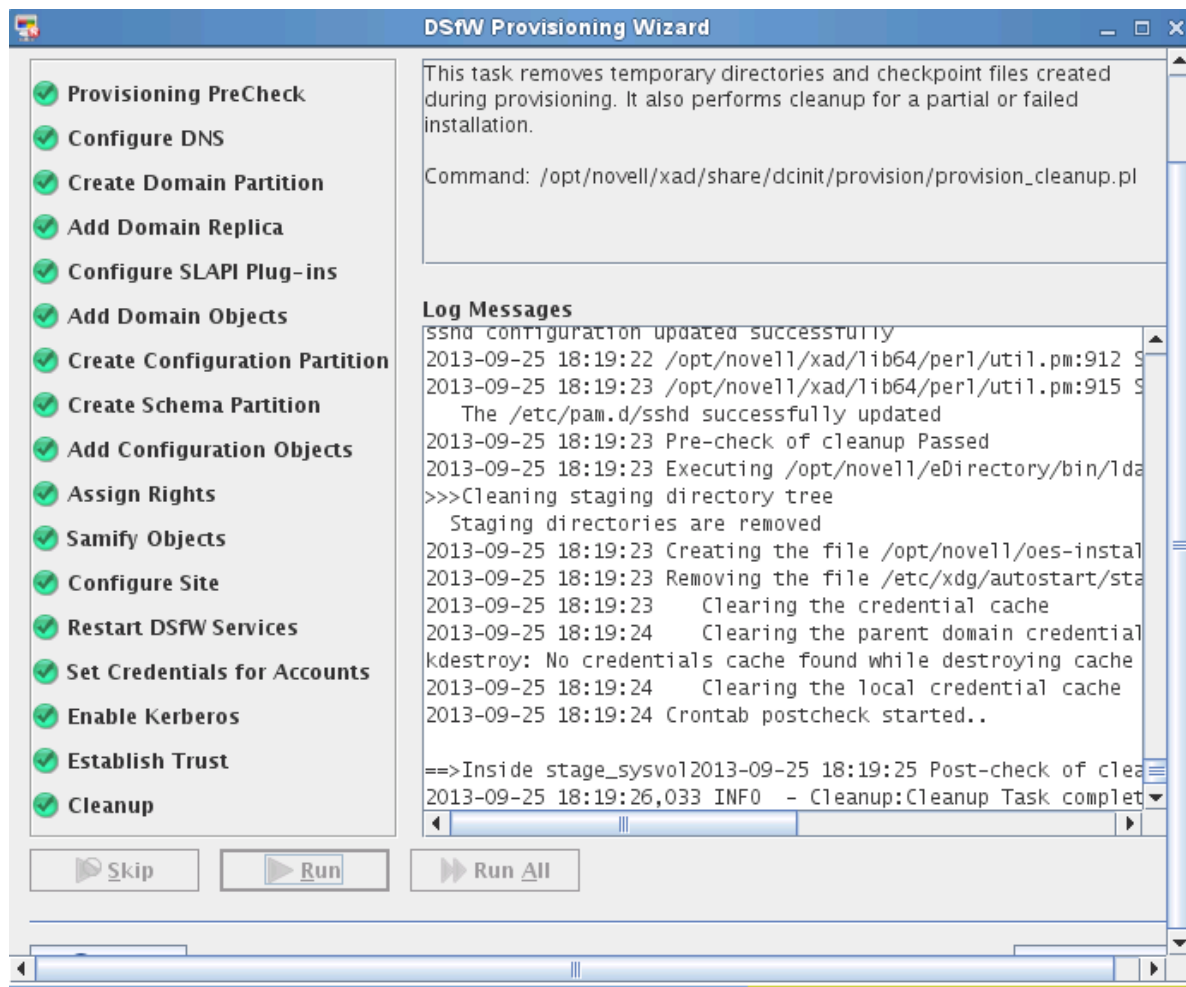 DSfW Provisioning Wizard
Provisioning PreCheck
Configure DNS
Create Domain Partition
Add Domain Replica
Configure SLAPI Plug-ins
Add Domain Objects
Create Configuration Partition
Create Schema Partition
Add Configuration Objects
Assign Rights
Samify Objects
Configure Site
Restart DSfW Services
Set Credentials for Accounts
Enable Kerberos
Establish Trust
Cleanup
This task removes temporary directories and checkpoint files created
during provisioning. It also performs cleanup for a partial or failed
installation.
Command: /opt/novell/xad/share/dcinit/provision/provision_cleanup.pl
Log Messages
sshd configuration updated successfully
2013-09-25 18:19:22 /opt/novell/xad/lib64/perl/util.pm:912 S
2013-09-25 18:19:23 /opt/novell/xad/lib64/perl/util.pm:915 S
The /etc/pam.d/sshd successfully updated
2013-09-25 18:19:23 Pre-check of cleanup Passed
2013-09-25 18:19:23 Executing /opt/novell/eDirectory/bin/lda
>>>Cleaning staging directory tree
Staging directories are removed
2013-09-25 18:19:23 Creating the file /opt/novell/oes-instal
2013-09-25 18:19:23 Removing the file /etc/xdg/autostart/sta
2013-09-25 18:19:23 Clearing the credential cache
2013-09-25 18:19:24 Clearing the parent domain credential
kdestroy: No credentials cache found while destroying cache
2013-09-25 18:19:24 Clearing the local credential cache
2013-09-25 18:19:24 Crontab postcheck started..
==>Inside stage_sysvol2013-09-25 18:19:25 Post-check of clea
2013-09-25 18:19:26,033 INFO - Cleanup:Cleanup Task complet
Skip
Run
Run All